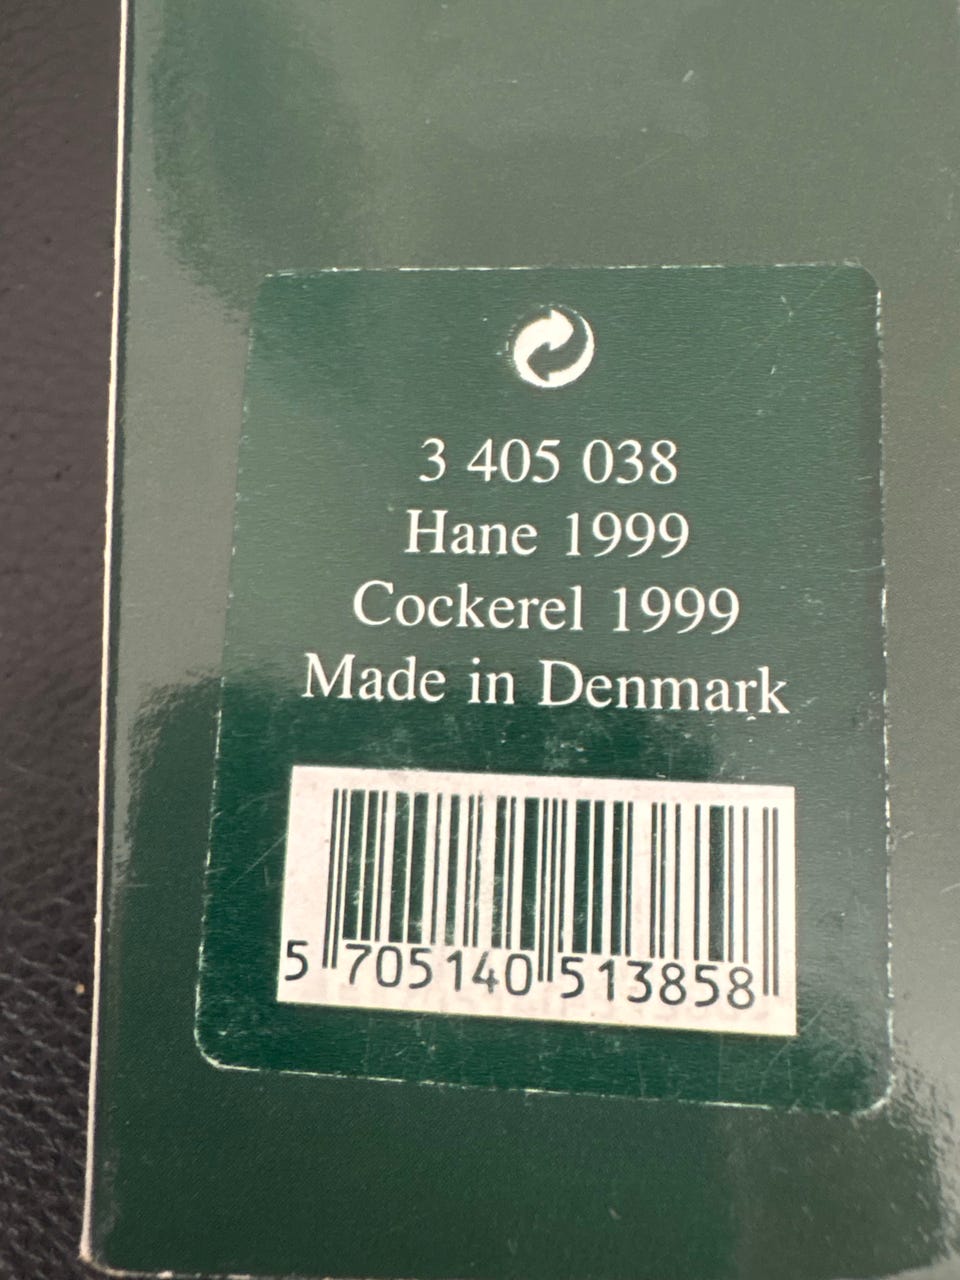 3 405 038
Hane 1999
Cockerel 1999
Made in Denmark
5 705140 513858